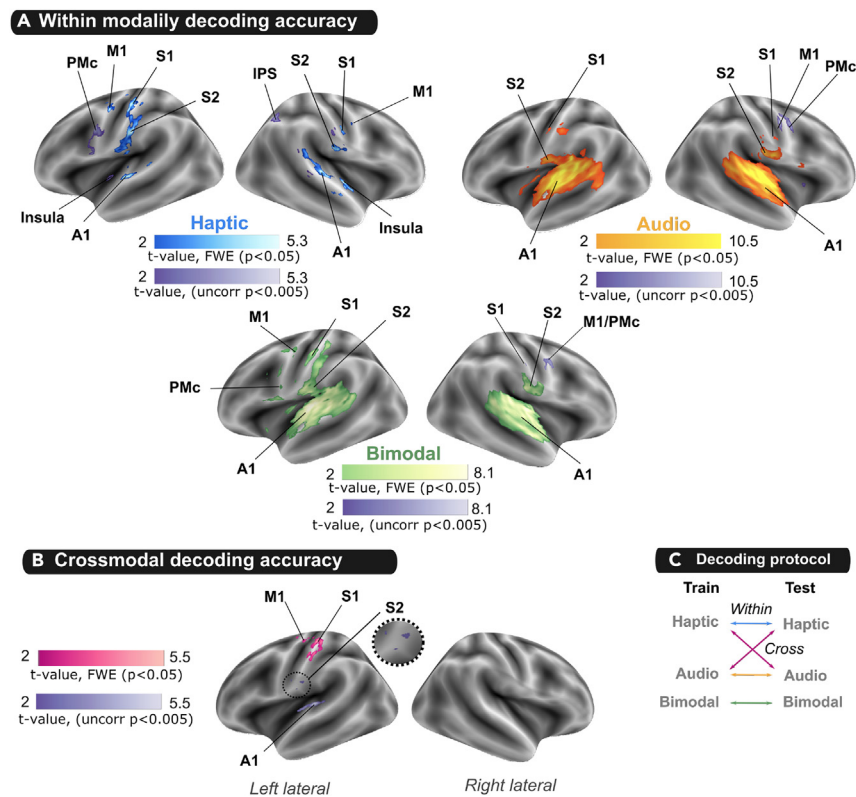 A Within modalily decoding accuracy
PMc
M1
S1
S2
Insula
A1
IPS
S2
S1
M1
Insula
A1
Haptic
2 5.3
t-value, FWE (p<0.05)
2 5.3
t-value, (uncorr p<0.005)
S2
S1
A1
S2
S1
M1
PMc
A1
Audio
2 10.5
t-value, FWE (p<0.05)
2 10.5
t-value, (uncorr p<0.005)
M1
S1
S2
PMc
A1
S1
S2
M1/PMc
A1
Bimodal
2 8.1
t-value, FWE (p<0.05)
2 8.1
t-value, (uncorr p<0.005)
B Crossmodal decoding accuracy
2 5.5
t-value, FWE (p<0.05)
2 5.5
t-value, (uncorr p<0.005)
M1
S1
S2
A1
Left lateral
Right lateral
C Decoding protocol
Train Test
Within
Haptic Haptic
Cross
Audio Audio
Bimodal Bimodal